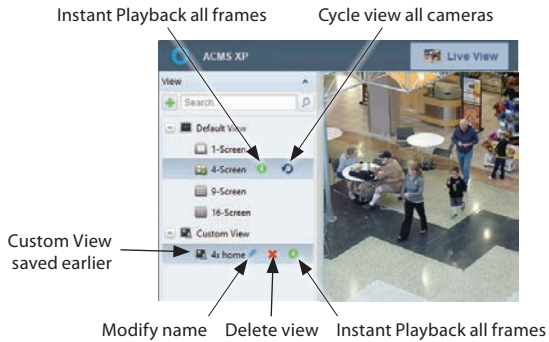 Instant Playback all frames
Cycle view all cameras
ACMS XP
Live View
View
Search...
Default View
1-Screen
4-Screen
9-Screen
16-Screen
Custom View
4x home
Custom View
saved earlier
Modify name
Delete view
Instant Playback all frames